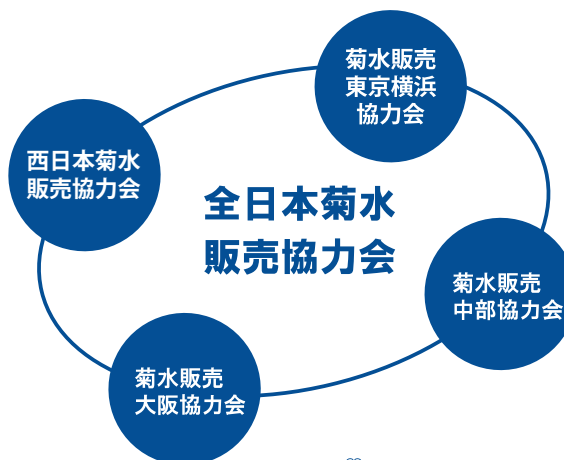 菊水販売
東京横浜
協力会
西日本菊水
販売協力会
全日本菊水
販売協力会
菊水販売
中部協力会
菊水販売
大阪協力会